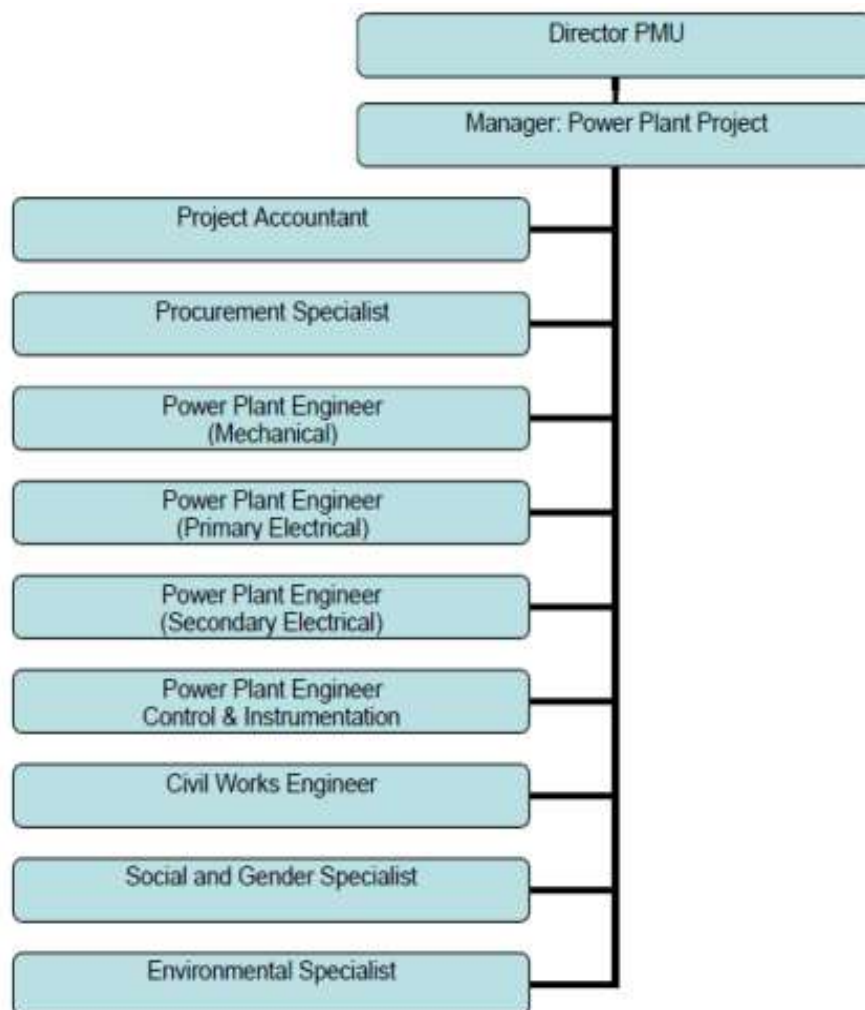 Director PMU
Manager: Power Plant Project
Project Accountant
Procurement Specialist
Power Plant Engineer
(Mechanical)
Power Plant Engineer
(Primary Electrical)
Power Plant Engineer
(Secondary Electrical)
Power Plant Engineer
Control & Instrumentation
Civil Works Engineer
Social and Gender Specialist
Environmental Specialist